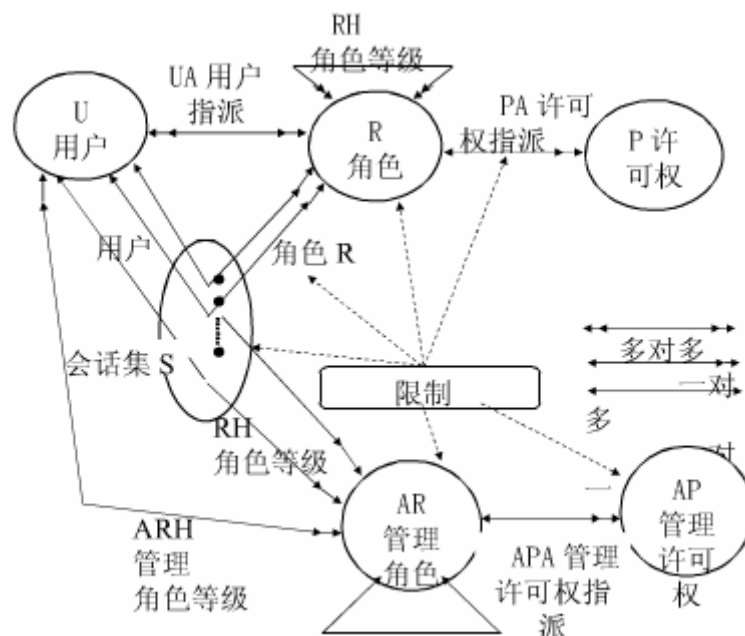 RH
角色等级
UA 用户
指派
U
用户
R
角色
PA 许可
权指派
P 许
可权
用户
角色 R
会话集 S
限制
多对多
一对
多
对
一
RH
角色等级
AR
管理
角色
AP
管理
许可
权
ARH
管理
角色等级
APA 管理
许可权指
派